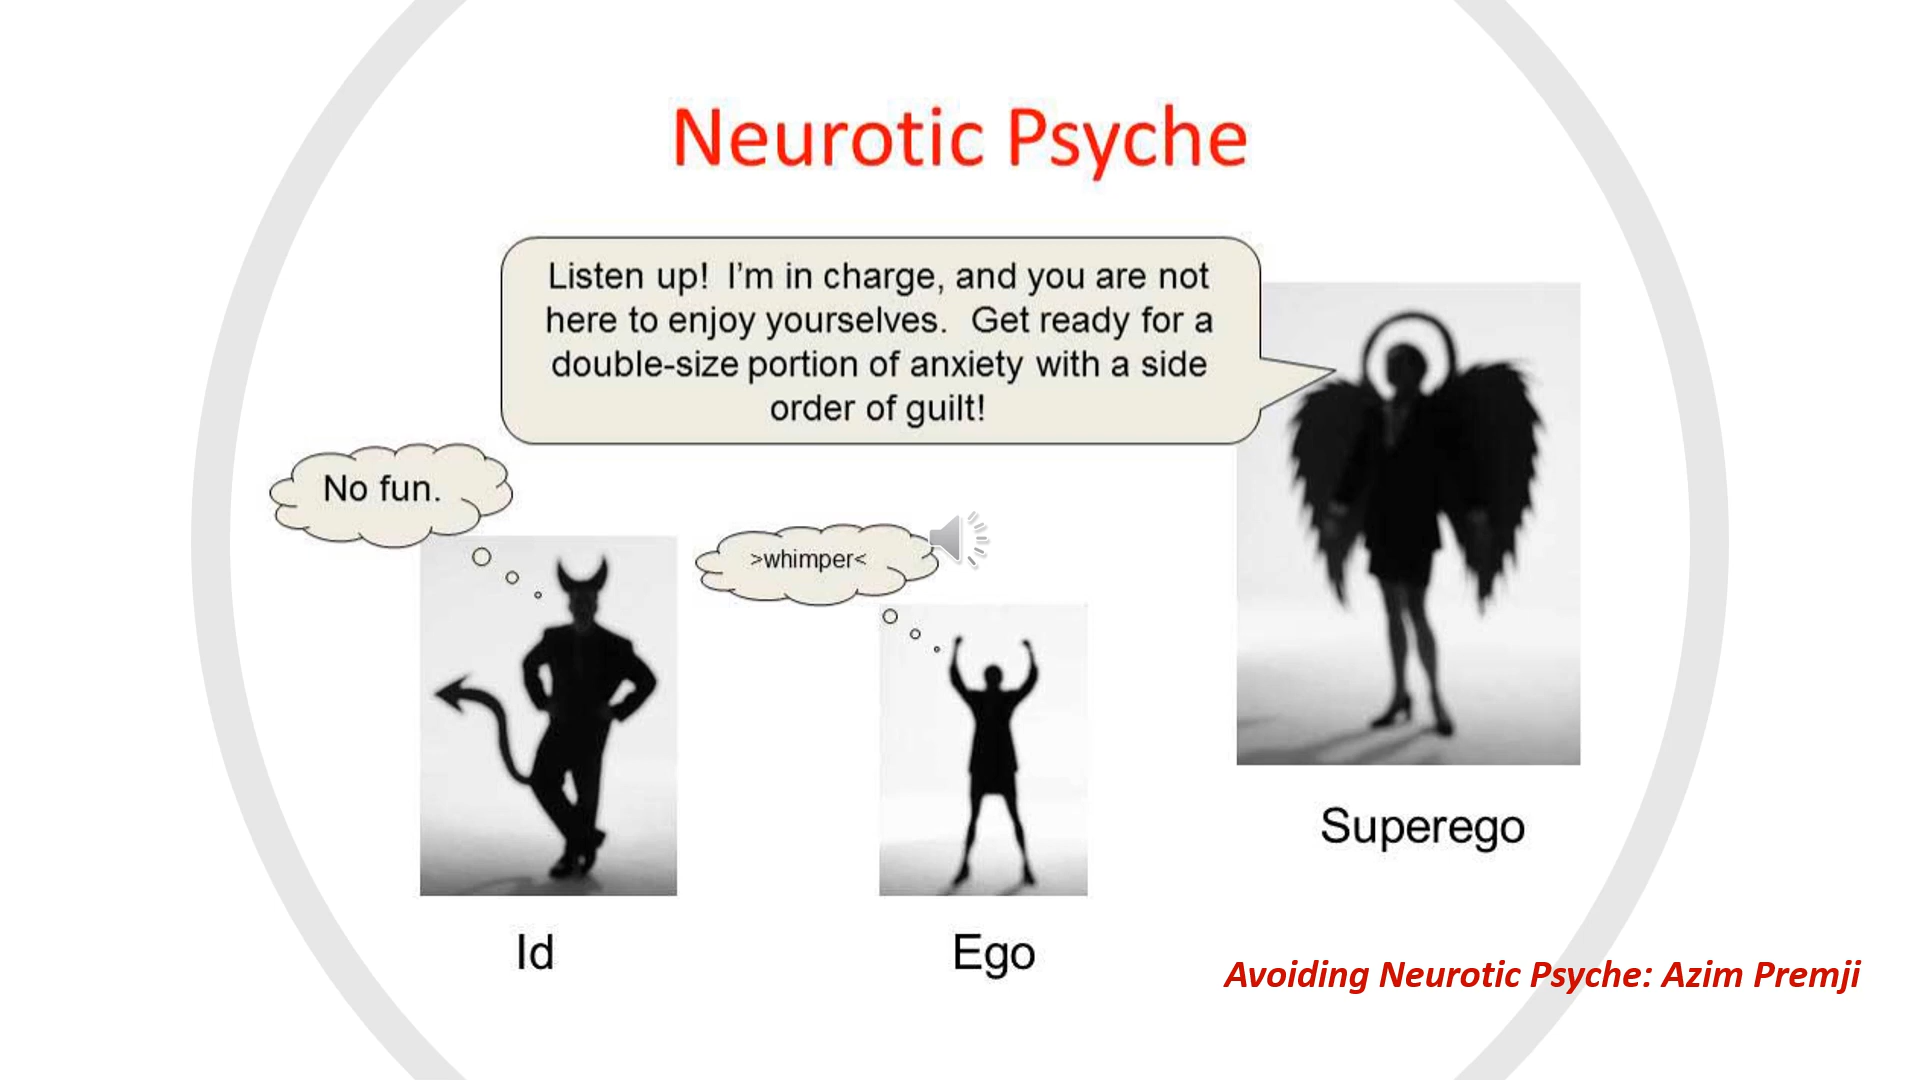 Neurotic Psyche
Listen up!  I'm in charge, and you are not
here to enjoy yourselves.  Get ready for a
double-size portion of anxiety with a side
order of guilt!
No fun.
>whimper<
Superego
Id
Ego
Avoiding Neurotic Psyche: Azim Premji